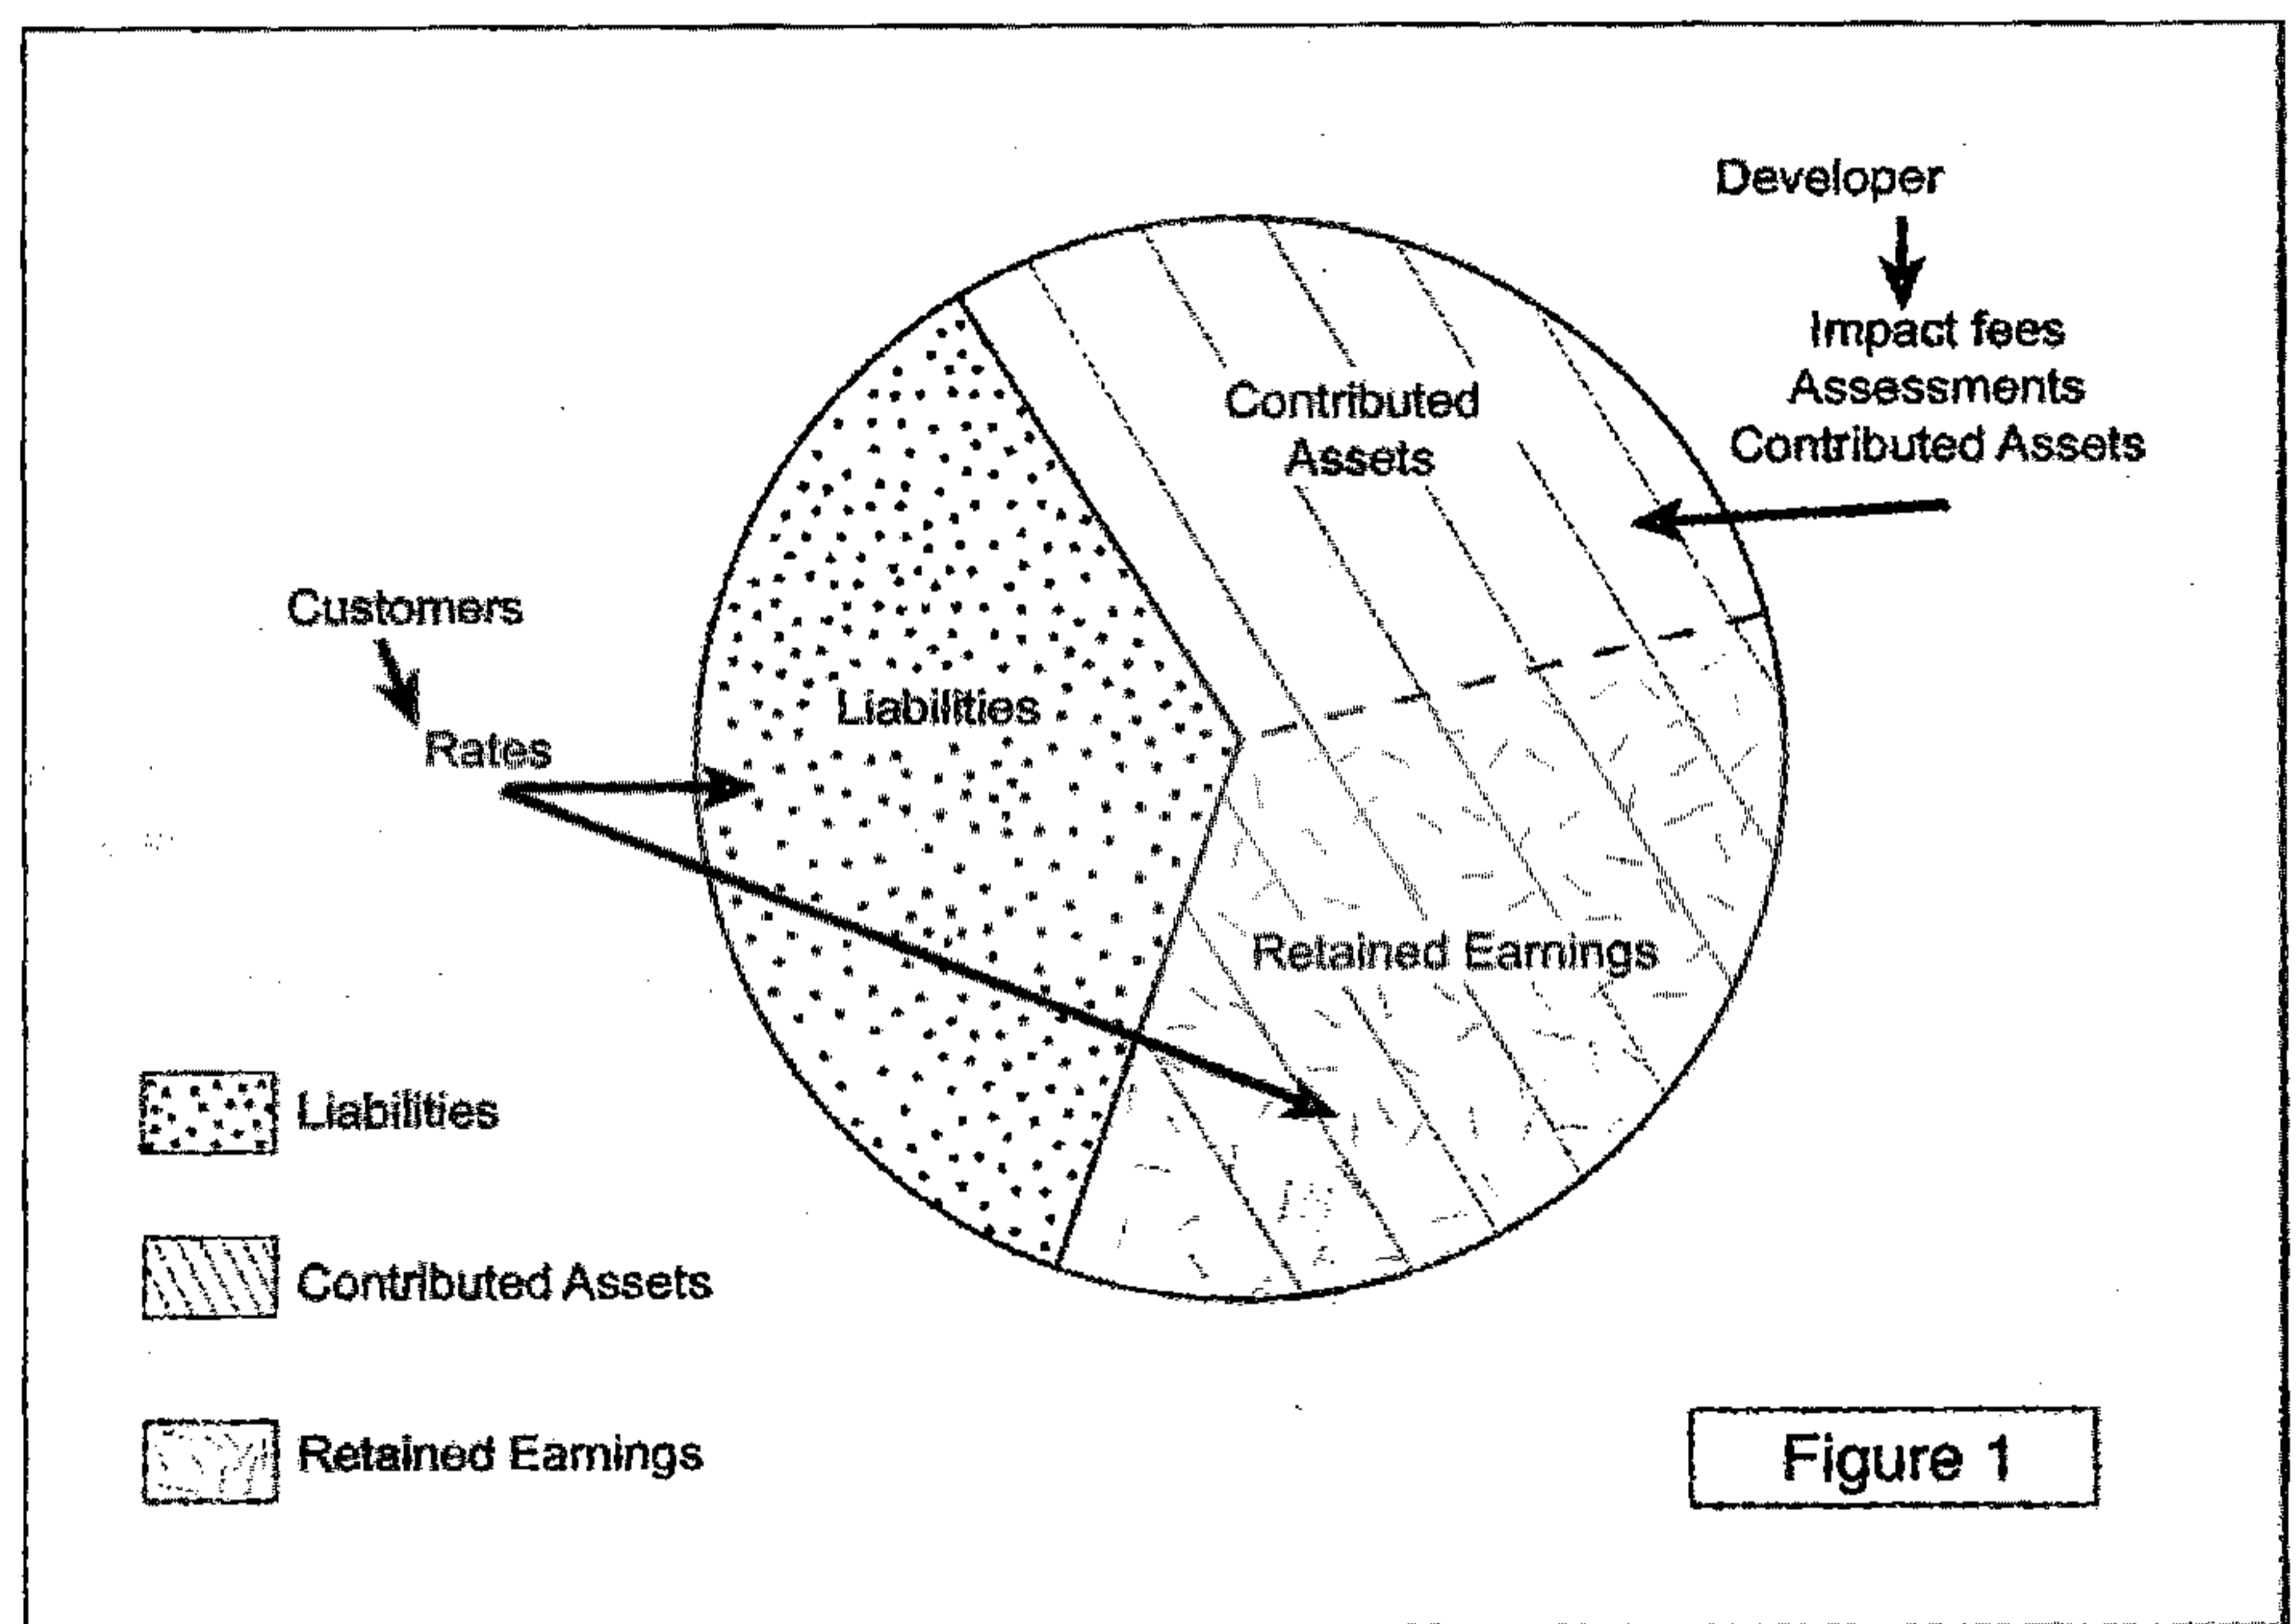 Developer
Impact fees
Assessments
Contributed Assets
Contributed
Assets
Customers
Rates
Liabilities
Retained Earnings
Liabilities
Contributed Assets
Retained Earnings
Figure 1